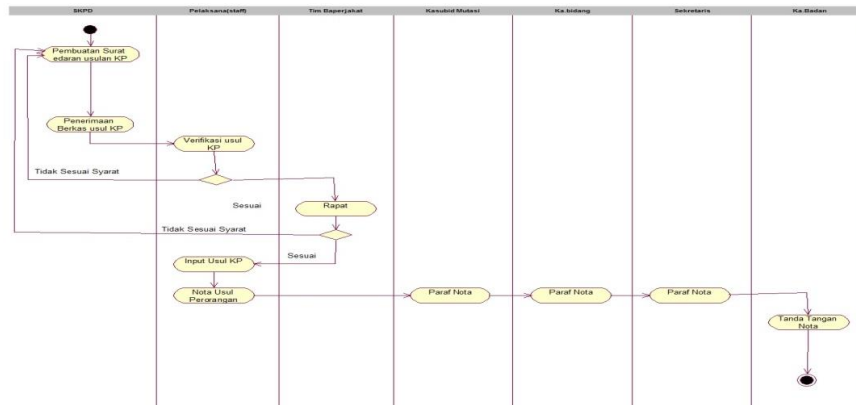 SKPD
Pelaksana(staff)
Tim Baperjakat
Kasubid Mutasi
Ka.bidang
Sekretaris
Ka.Badan
Pembuatan Surat
edaran usulan KP
Penerimaan
Berkas usul KP
Verifikasi usul
KP
Tidak Sesuai Syarat
Sesuai
Rapat
Tidak Sesuai Syarat
Sesuai
Input Usul KP
Nota Usul
Perorangan
Paraf Nota
Paraf Nota
Paraf Nota
Tanda Tangan
Nota